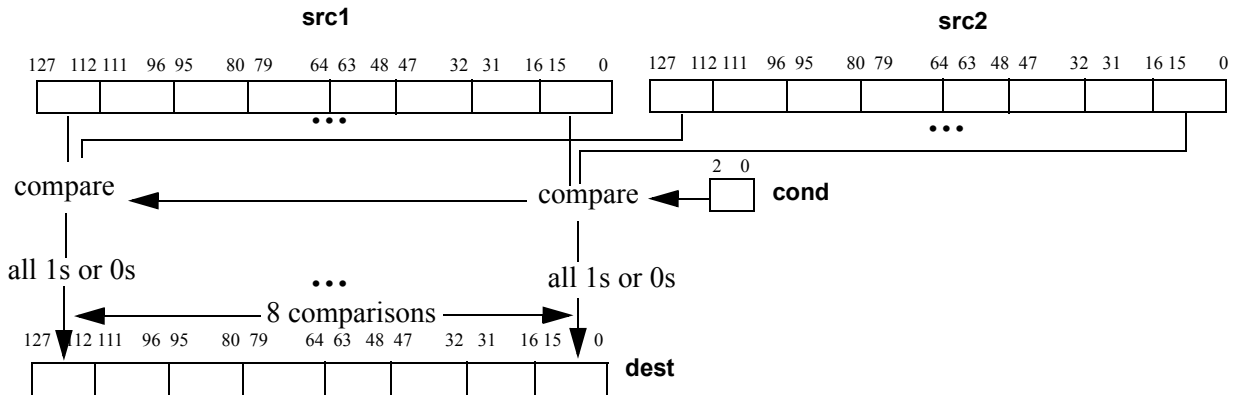 src1
src2
127 112 111 96 95 80 79 64 63 48 47 32 31 16 15 0
127 112 111 96 95 80 79 64 63 48 47 32 31 16 15 0
...
...
2 0
compare
compare
cond
all 1s or 0s
...
all 1s or 0s
8 comparisons
127 112 111 96 95 80 79 64 63 48 47 32 31 16 15 0
dest